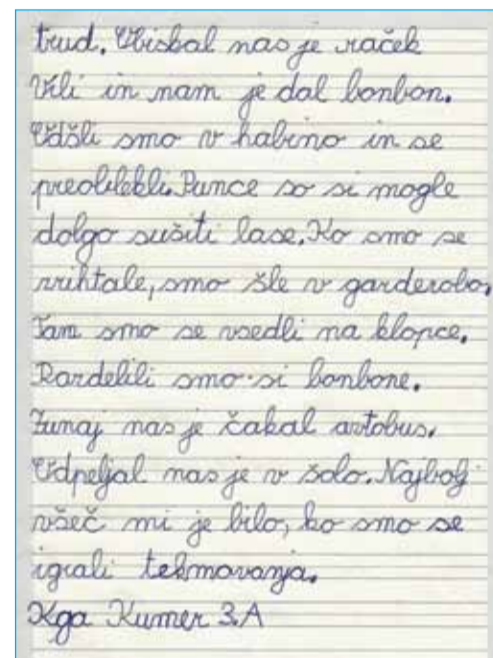 trud. Obiskal nas je raček
Vili in nam je dal bonbon.
Odšli smo v kabino in se
preoblekli. Punce so si mogle
dolgo sušiti lase. Ko smo se
zrihtale, smo šle v garderobo.
Tam smo se vsedli na klopce.
Razdelili smo si bonbone.
Zunaj nas je čakal avtobus.
Odpeljal nas je v šolo. Najbolj
všeč mi je bilo, ko smo se
igrali tekmovanja.
Kumer 3.A